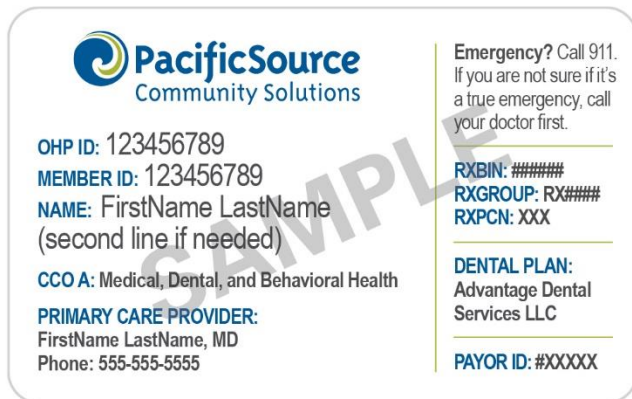 PacificSource
Community Solutions
OHP ID: 123456789
MEMBER ID: 123456789
NAME: FirstName LastName
(second line if needed)
CCO A: Medical, Dental, and Behavioral Health
PRIMARY CARE PROVIDER:
FirstName LastName, MD
Phone: 555-555-5555
SAMPLE
Emergency? Call 911.
If you are not sure if it's
a true emergency, call
your doctor first.
RXBIN: ######
RXGROUP: RX####
RXPCN: XXX
DENTAL PLAN:
Advantage Dental
Services LLC
PAYOR ID: #XXXXX